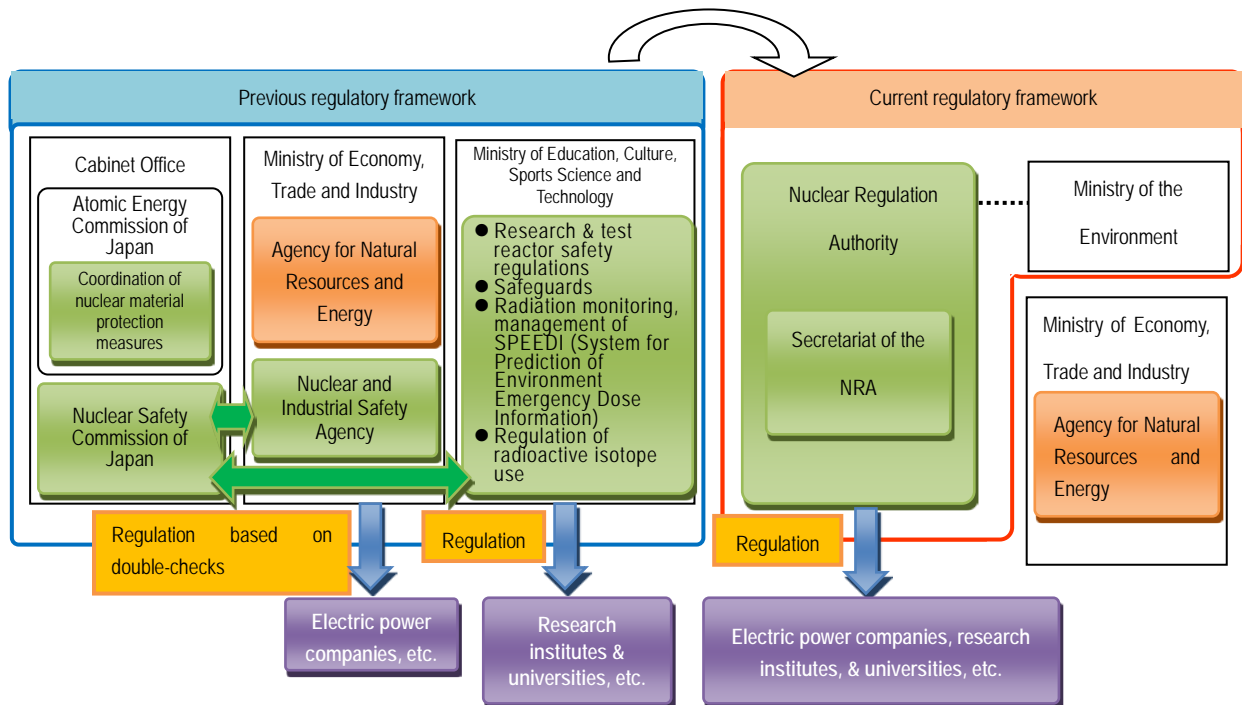 Previous regulatory framework
Cabinet Office
Atomic Energy
Commission of
Japan
Coordination of
nuclear material
protection
measures
Nuclear Safety
Commission of
Japan
Ministry of Economy,
Trade and Industry
Agency for Natural
Resources and
Energy
Nuclear and
Industrial Safety
Agency
Ministry of Education, Culture,
Sports Science and
Technology
● Research & test
reactor safety
regulations
● Safeguards
● Radiation monitoring,
management of
SPEEDI (System for
Prediction of
Environment
Emergency Dose
Information)
● Regulation of
radioactive isotope
use
Regulation based on
double-checks
Regulation
Electric power
companies, etc.
Research
institutes &
universities, etc.
Current regulatory framework
Nuclear Regulation
Authority
Secretariat of the
NRA
Ministry of the
Environment
Ministry of Economy,
Trade and Industry
Agency for Natural
Resources and
Energy
Regulation
Electric power companies, research
institutes, & universities, etc.